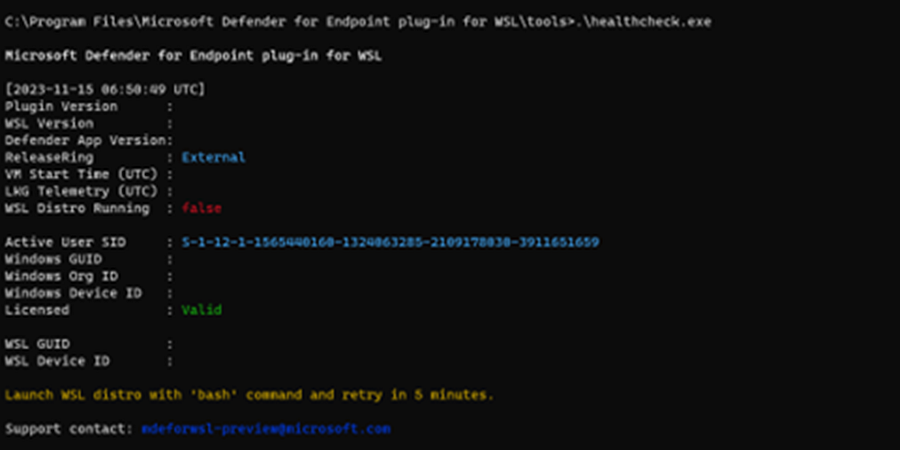 C:\Program Files\Microsoft Defender for Endpoint plug-in for WSL\tools>.\healthcheck.exe
Microsoft Defender for Endpoint plug-in for WSL
[2023-11-15 06:50:49 UTC]
Plugin Version :
WSL Version :
Defender App Version:
ReleaseRing : External
VM Start Time (UTC) :
LKG Telemetry (UTC) :
WSL Distro Running : false
Active User SID : S-1-12-1-1565440160-1324063285-2109178030-3911651659
Windows GUID :
Windows Org ID :
Windows Device ID :
Licensed : Valid
WSL GUID :
WSL Device ID :
Launch WSL distro with 'bash' command and retry in 5 minutes.
Support contact: mdeforwsl-preview@microsoft.com